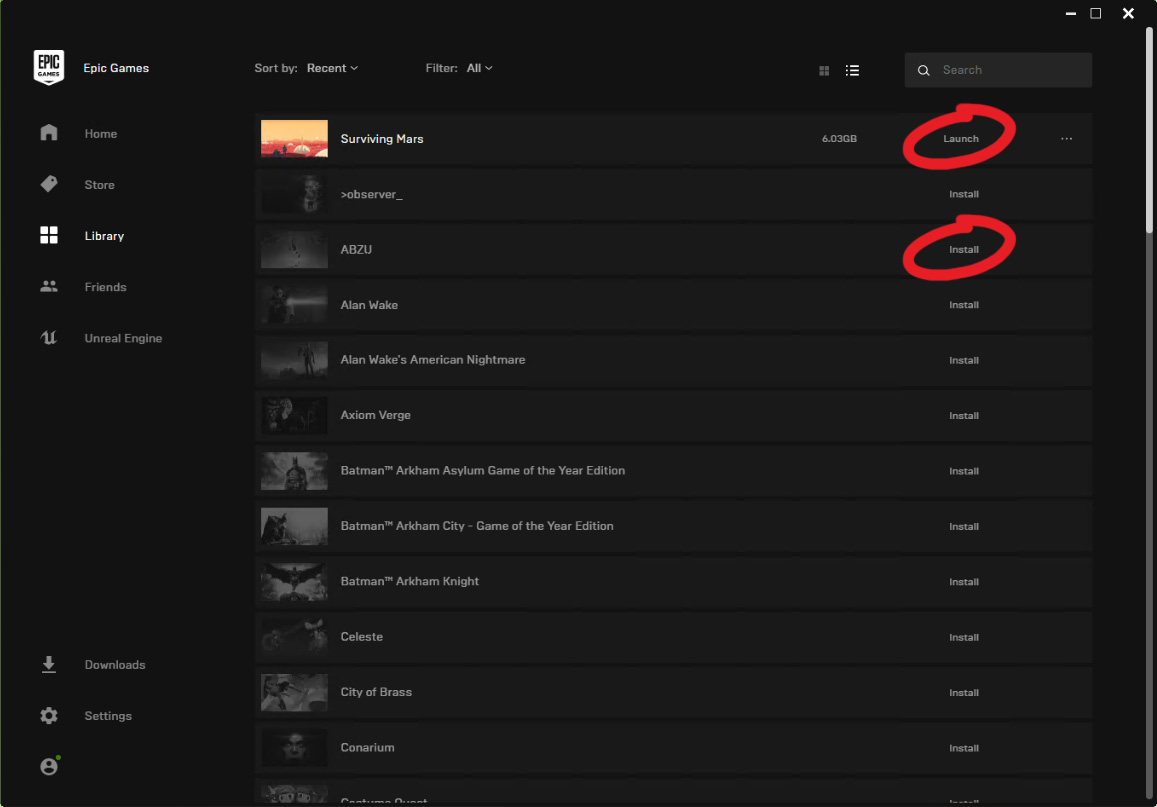 EPIC GAMES
Epic Games
Sort by: Recent
Filter: All
Search
Home
Store
Library
Friends
Unreal Engine
Downloads
Settings
Surviving Mars 6.03GB Launch ...
>observer_ Install
ABZU Install
Alan Wake Install
Alan Wake's American Nightmare Install
Axiom Verge Install
Batman™ Arkham Asylum Game of the Year Edition Install
Batman™ Arkham City - Game of the Year Edition Install
Batman™ Arkham Knight Install
Celeste Install
City of Brass Install
Conarium Install
Costume Quest Install